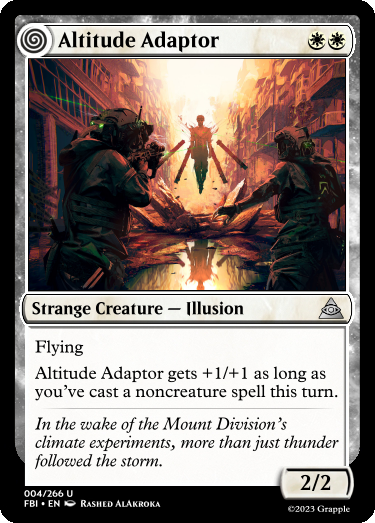 Altitude Adaptor
Strange Creature — Illusion
Flying
Altitude Adaptor gets +1/+1 as long as
you've cast a noncreature spell this turn.
In the wake of the Mount Division's
climate experiments, more than just thunder
followed the storm.
2/2
004/266 U
FBI • EN Rashed AlAkroka
©2023 Grapple